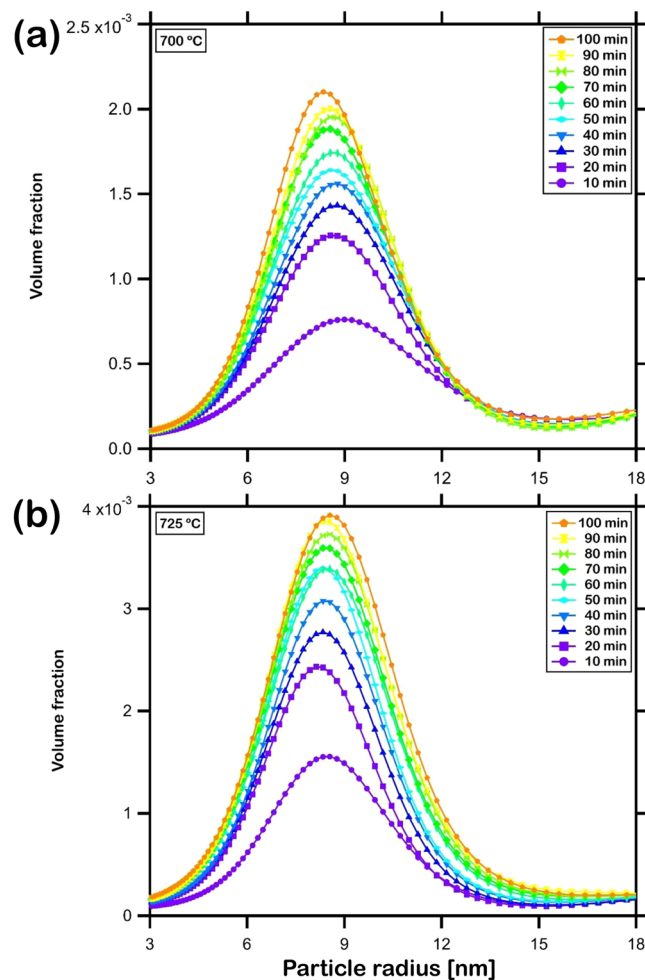 (a)
2.5 x10⁻³
700 ºC
100 min
90 min
80 min
70 min
60 min
50 min
40 min
30 min
20 min
10 min
2.0
1.5
1.0
0.5
0.0
Volume fraction
3 6 9 12 15 18
(b)
4 x10⁻³
725 ºC
100 min
90 min
80 min
70 min
60 min
50 min
40 min
30 min
20 min
10 min
3
2
1
0
Volume fraction
3 6 9 12 15 18
Particle radius [nm]